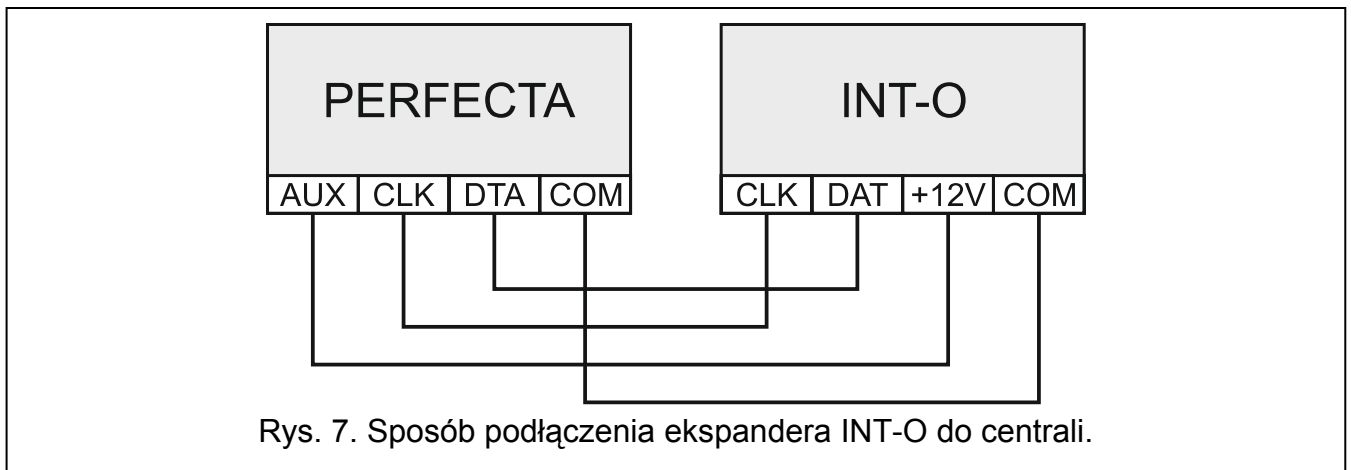 PERFECTA
INT-O
AUX CLK DTA COM
CLK DAT +12V COM
Rys. 7. Sposób podłączenia ekspandera INT-O do centrali.